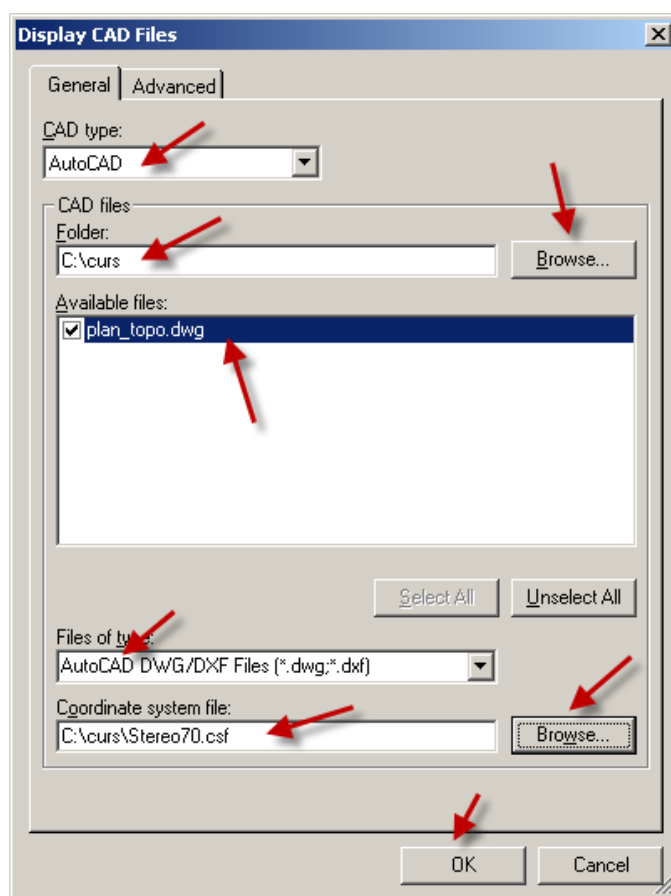 Display CAD Files
General
Advanced
CAD type:
AutoCAD
CAD files
Folder:
C:\curs
Browse...
Available files:
plan_topo.dwg
Select All
Unselect All
Files of type:
AutoCAD DWG/DXF Files (*.dwg;*.dxf)
Coordinate system file:
C:\curs\Stereo70.csf
Browse...
OK
Cancel